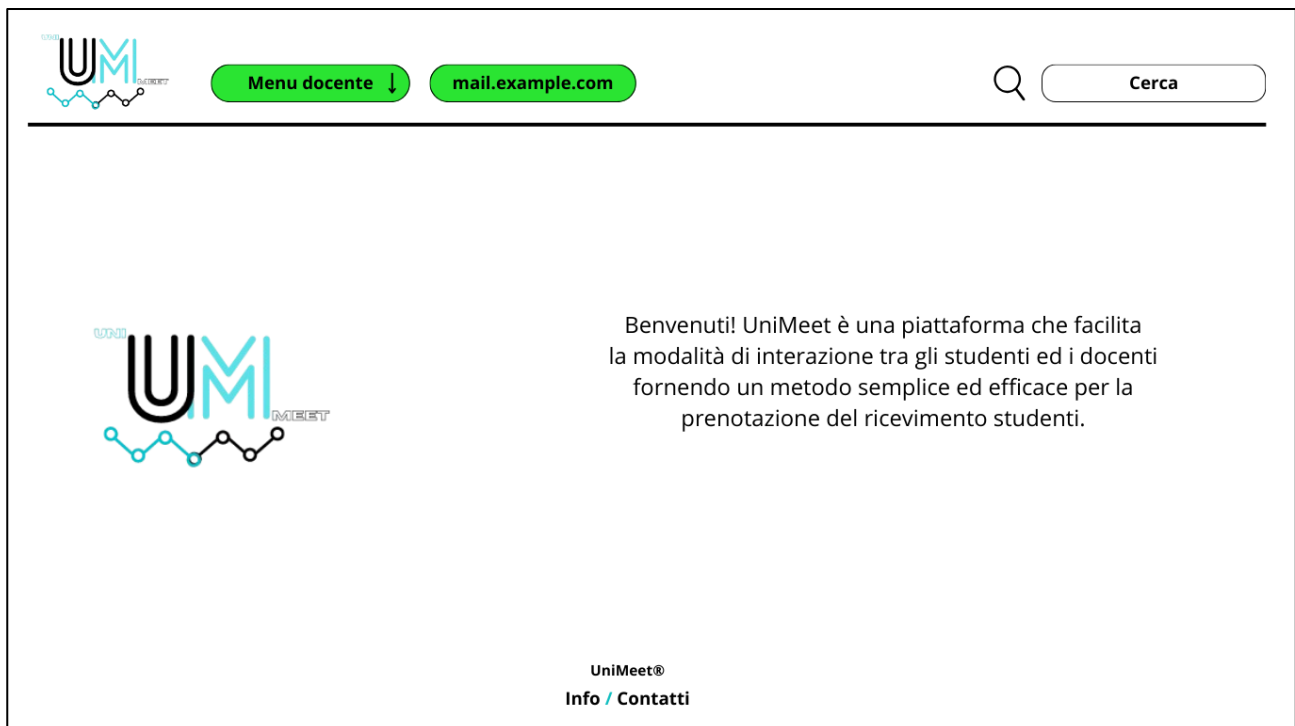 UNI
UM
MEET
Menu docente ↓
mail.example.com
Cerca
UNI
UM
MEET
Benvenuti! UniMeet è una piattaforma che facilita
la modalità di interazione tra gli studenti ed i docenti
fornendo un metodo semplice ed efficace per la
prenotazione del ricevimento studenti.
UniMeet®
Info / Contatti